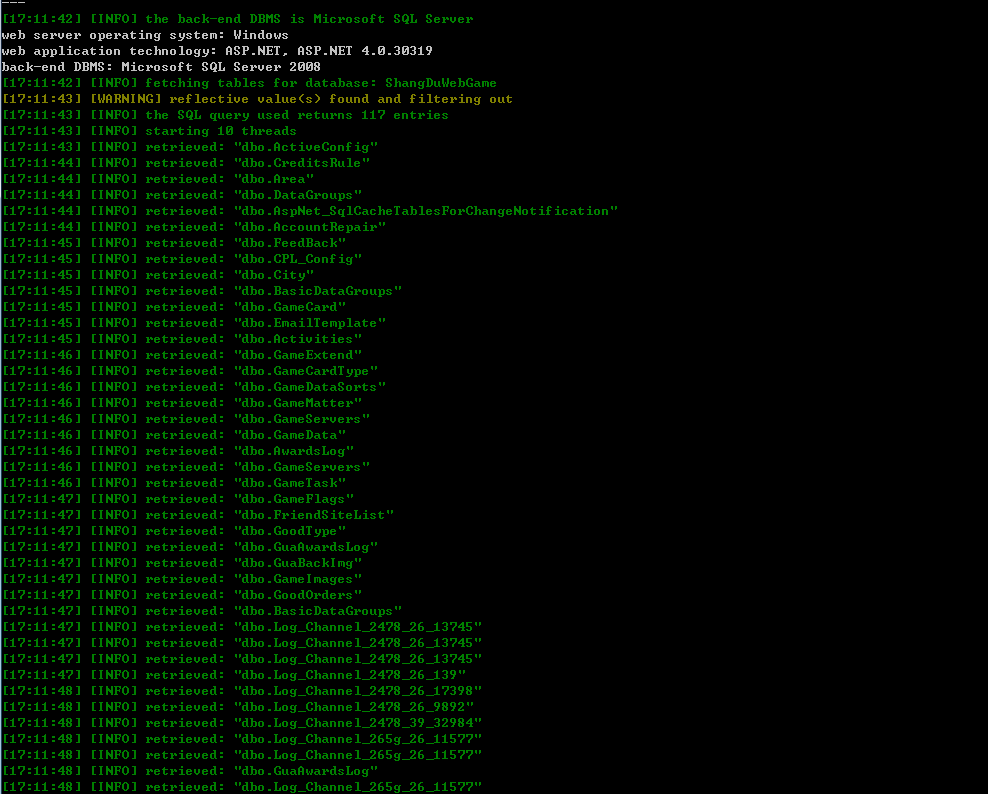 ---
[17:11:42] [INFO] the back-end DBMS is Microsoft SQL Server
web server operating system: Windows
web application technology: ASP.NET, ASP.NET 4.0.30319
back-end DBMS: Microsoft SQL Server 2008
[17:11:42] [INFO] fetching tables for database: ShangDuWebGame
[17:11:43] [WARNING] reflective value(s) found and filtering out
[17:11:43] [INFO] the SQL query used returns 117 entries
[17:11:43] [INFO] starting 10 threads
[17:11:43] [INFO] retrieved: "dbo.ActiveConfig"
[17:11:44] [INFO] retrieved: "dbo.CreditsRule"
[17:11:44] [INFO] retrieved: "dbo.Area"
[17:11:44] [INFO] retrieved: "dbo.DataGroups"
[17:11:44] [INFO] retrieved: "dbo.AspNet_SqlCacheTablesForChangeNotification"
[17:11:44] [INFO] retrieved: "dbo.AccountRepair"
[17:11:45] [INFO] retrieved: "dbo.FeedBack"
[17:11:45] [INFO] retrieved: "dbo.CPL_Config"
[17:11:45] [INFO] retrieved: "dbo.City"
[17:11:45] [INFO] retrieved: "dbo.BasicDataGroups"
[17:11:45] [INFO] retrieved: "dbo.GameCard"
[17:11:45] [INFO] retrieved: "dbo.EmailTemplate"
[17:11:45] [INFO] retrieved: "dbo.Activities"
[17:11:46] [INFO] retrieved: "dbo.GameExtend"
[17:11:46] [INFO] retrieved: "dbo.GameCardType"
[17:11:46] [INFO] retrieved: "dbo.GameDataSorts"
[17:11:46] [INFO] retrieved: "dbo.GameMatter"
[17:11:46] [INFO] retrieved: "dbo.GameServers"
[17:11:46] [INFO] retrieved: "dbo.GameData"
[17:11:46] [INFO] retrieved: "dbo.AwardsLog"
[17:11:46] [INFO] retrieved: "dbo.GameServers"
[17:11:46] [INFO] retrieved: "dbo.GameTask"
[17:11:47] [INFO] retrieved: "dbo.GameFlags"
[17:11:47] [INFO] retrieved: "dbo.FriendSiteList"
[17:11:47] [INFO] retrieved: "dbo.GoodType"
[17:11:47] [INFO] retrieved: "dbo.GuaAwardsLog"
[17:11:47] [INFO] retrieved: "dbo.GuaBackImg"
[17:11:47] [INFO] retrieved: "dbo.GameImages"
[17:11:47] [INFO] retrieved: "dbo.GoodOrders"
[17:11:47] [INFO] retrieved: "dbo.BasicDataGroups"
[17:11:47] [INFO] retrieved: "dbo.Log_Channel_2478_26_13745"
[17:11:47] [INFO] retrieved: "dbo.Log_Channel_2478_26_13745"
[17:11:47] [INFO] retrieved: "dbo.Log_Channel_2478_26_13745"
[17:11:47] [INFO] retrieved: "dbo.Log_Channel_2478_26_139"
[17:11:48] [INFO] retrieved: "dbo.Log_Channel_2478_26_17398"
[17:11:48] [INFO] retrieved: "dbo.Log_Channel_2478_26_9892"
[17:11:48] [INFO] retrieved: "dbo.Log_Channel_2478_39_32984"
[17:11:48] [INFO] retrieved: "dbo.Log_Channel_265g_26_11577"
[17:11:48] [INFO] retrieved: "dbo.Log_Channel_265g_26_11577"
[17:11:48] [INFO] retrieved: "dbo.GuaAwardsLog"
[17:11:48] [INFO] retrieved: "dbo.Log_Channel_265g_26_11577"